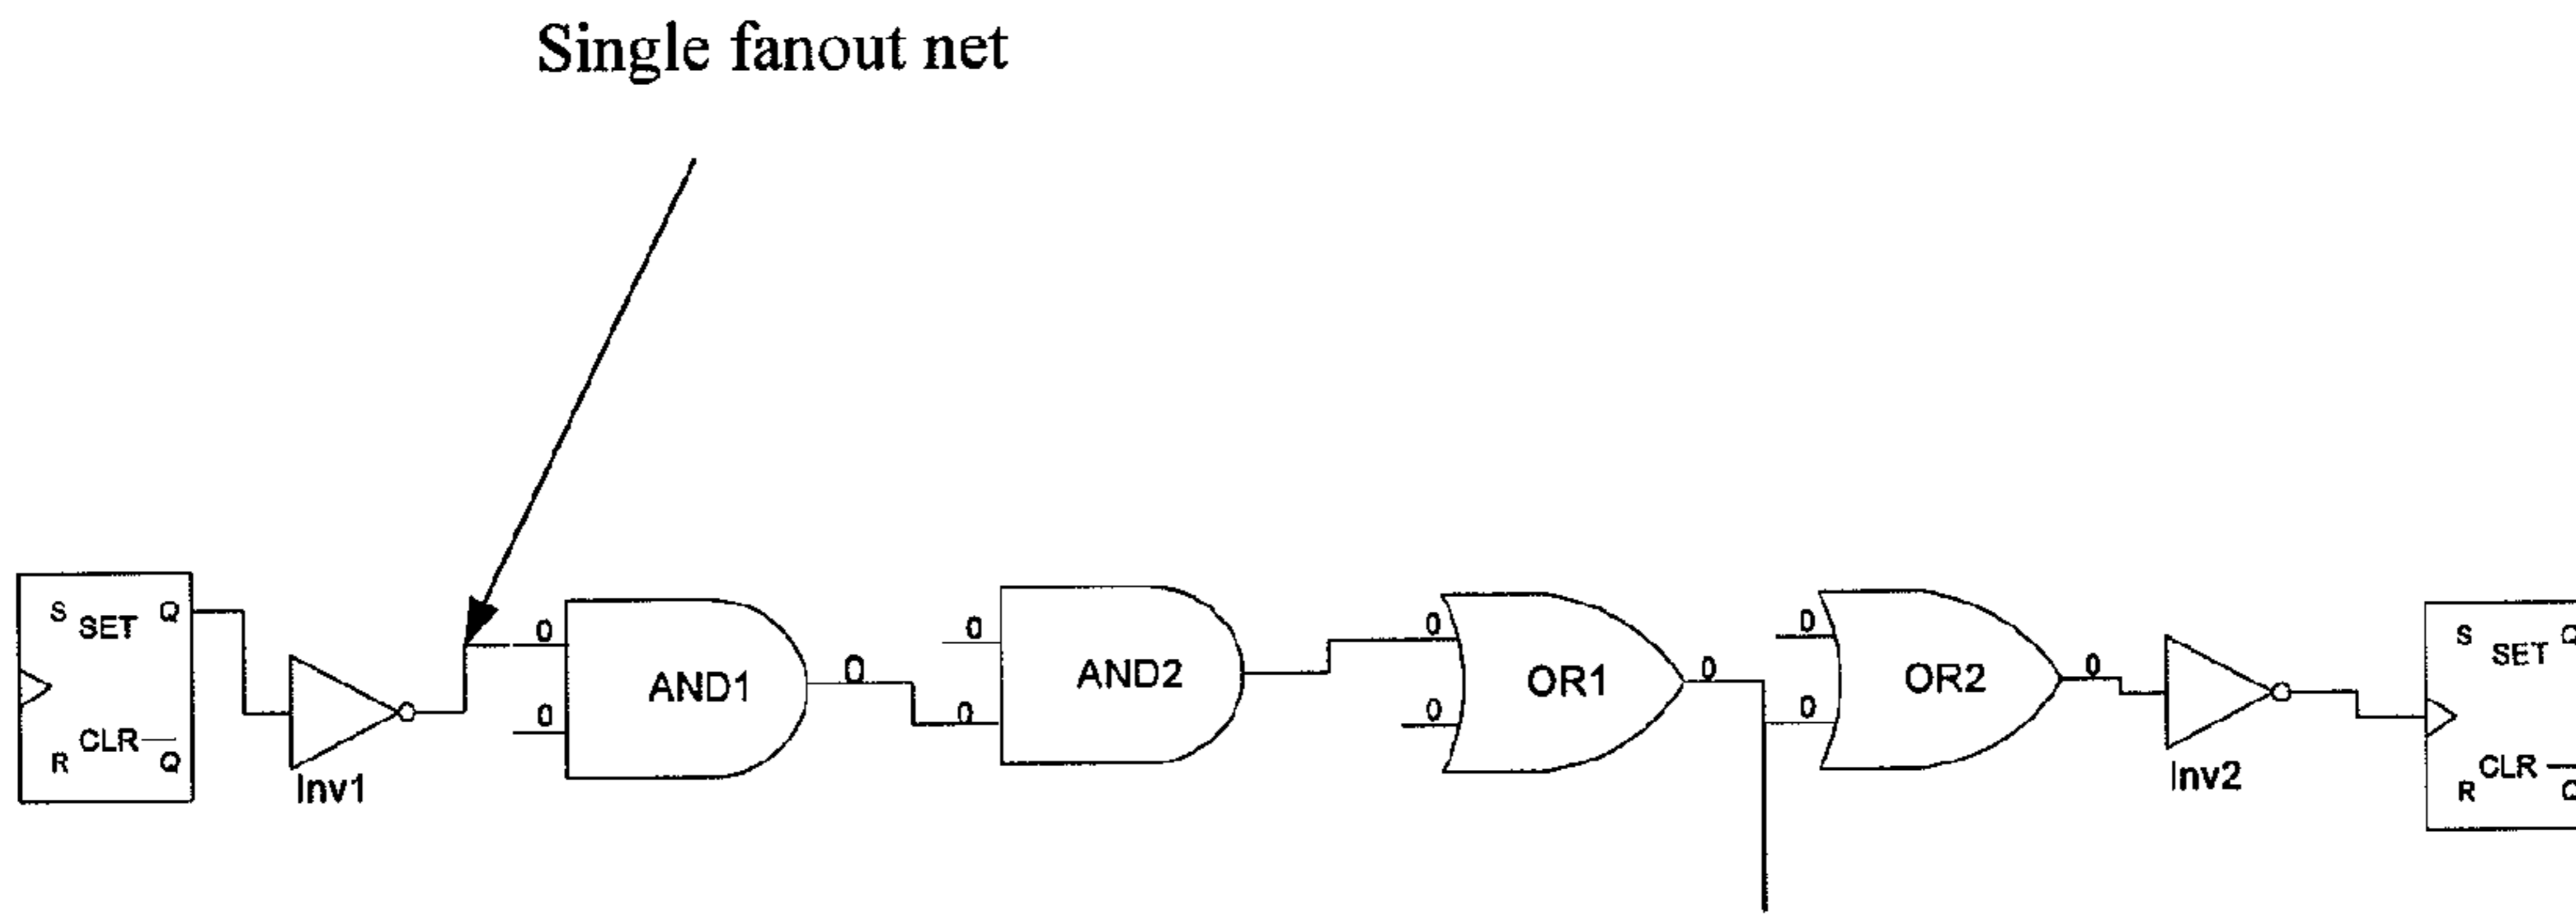 Single fanout net
S SET Q
R CLR Q
Inv1
0
0
AND1
0
0
0
AND2
0
0
OR1
0
0
0
OR2
0
Inv2
S SET Q
R CLR Q